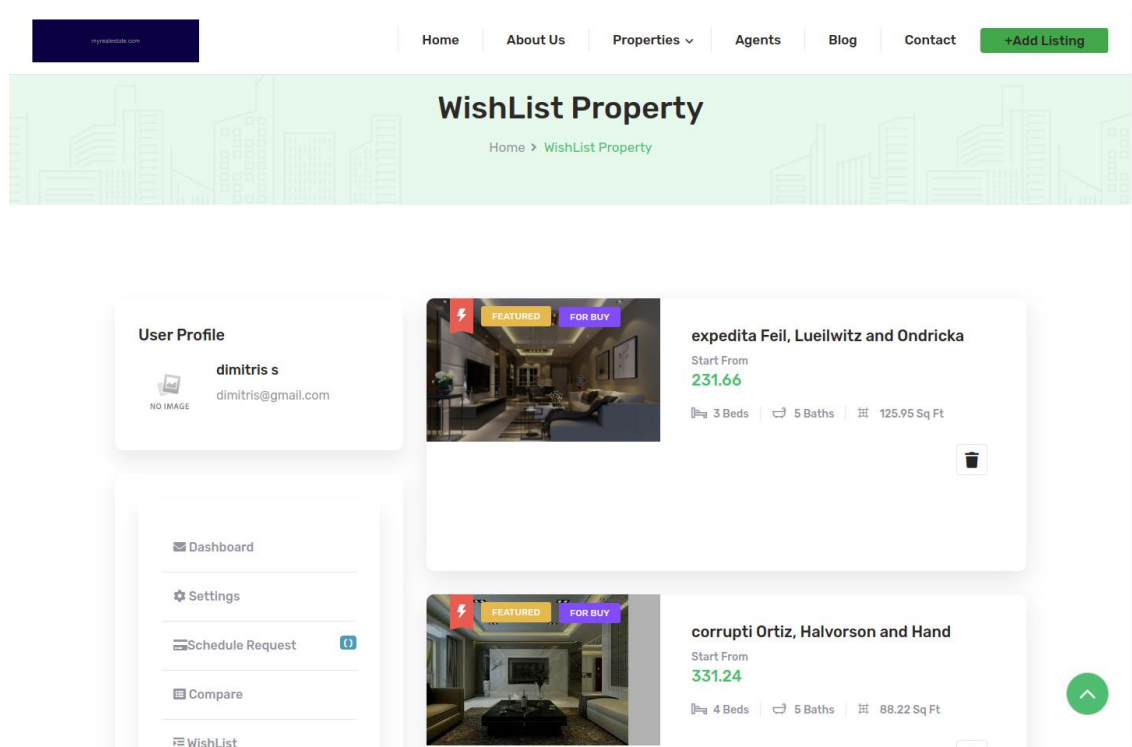 myrealestate.com
Home About Us Properties Agents Blog Contact +Add Listing
WishList Property
Home > WishList Property
User Profile
dimitris s
dimitris@gmail.com
NO IMAGE
Dashboard
Settings
Schedule Request ()
Compare
WishList
FEATURED FOR BUY
expedita Feil, Lueilwitz and Ondricka
Start From
231.66
3 Beds 5 Baths 125.95 Sq Ft
FEATURED FOR BUY
corrupti Ortiz, Halvorson and Hand
Start From
331.24
4 Beds 5 Baths 88.22 Sq Ft